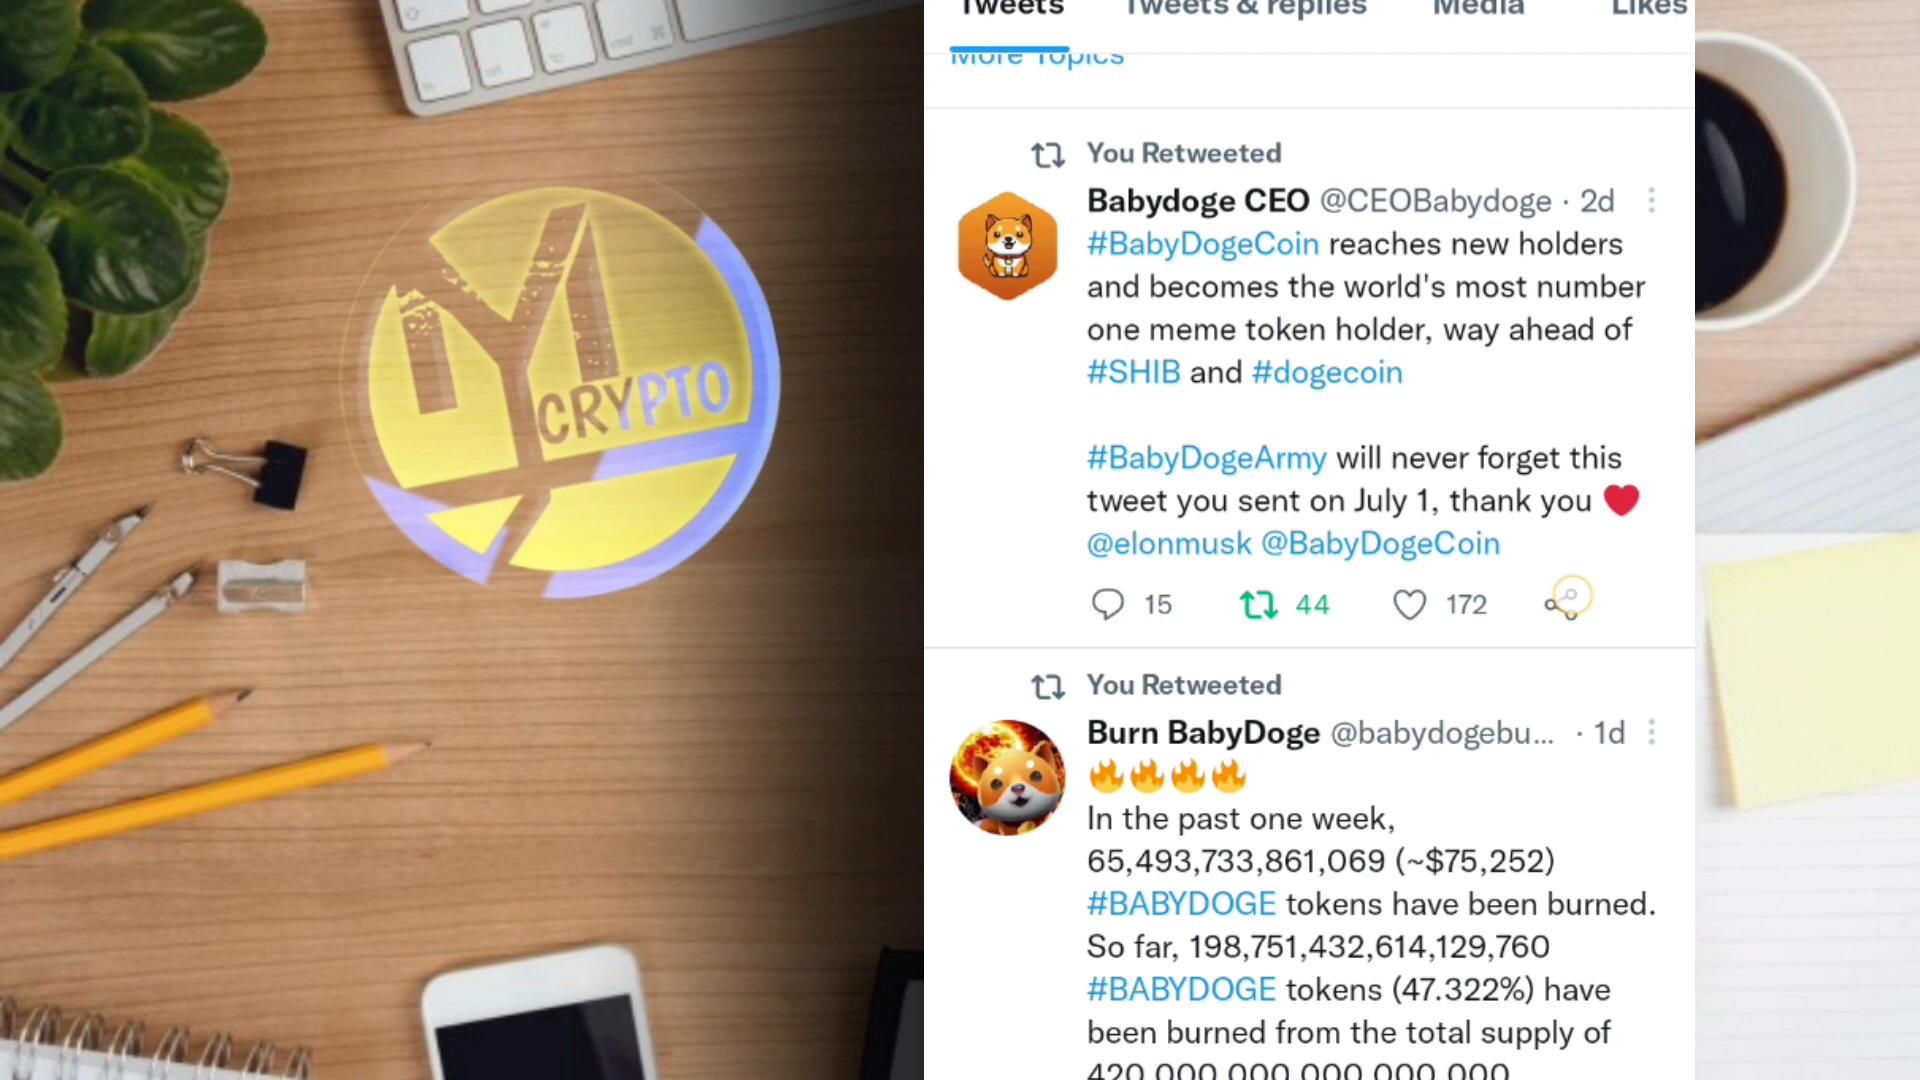 Tweets Tweets & replies Media Likes
More Topics
You Retweeted
Babydoge CEO @CEOBabydoge · 2d
#BabyDogeCoin reaches new holders
and becomes the world's most number
one meme token holder, way ahead of
#SHIB and #dogecoin
#BabyDogeArmy will never forget this
tweet you sent on July 1, thank you ❤️
@elonmusk @BabyDogeCoin
15 44 172
You Retweeted
Burn BabyDoge @babydogebu... · 1d
🔥🔥🔥🔥
In the past one week,
65,493,733,861,069 (~$75,252)
#BABYDOGE tokens have been burned.
So far, 198,751,432,614,129,760
#BABYDOGE tokens (47.322%) have
been burned from the total supply of
420,000,000,000,000,000
MY
CRYPTO
cmd